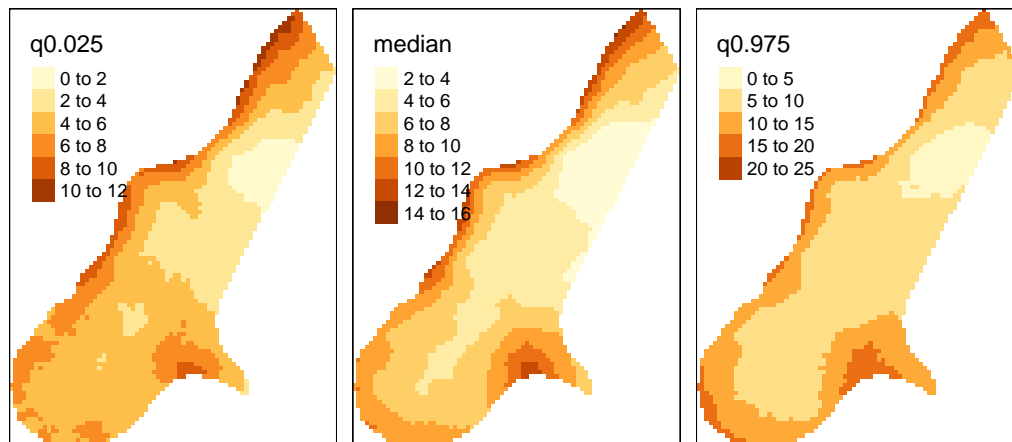 q0.025
0 to 2
2 to 4
4 to 6
6 to 8
8 to 10
10 to 12
median
2 to 4
4 to 6
6 to 8
8 to 10
10 to 12
12 to 14
14 to 16
q0.975
0 to 5
5 to 10
10 to 15
15 to 20
20 to 25